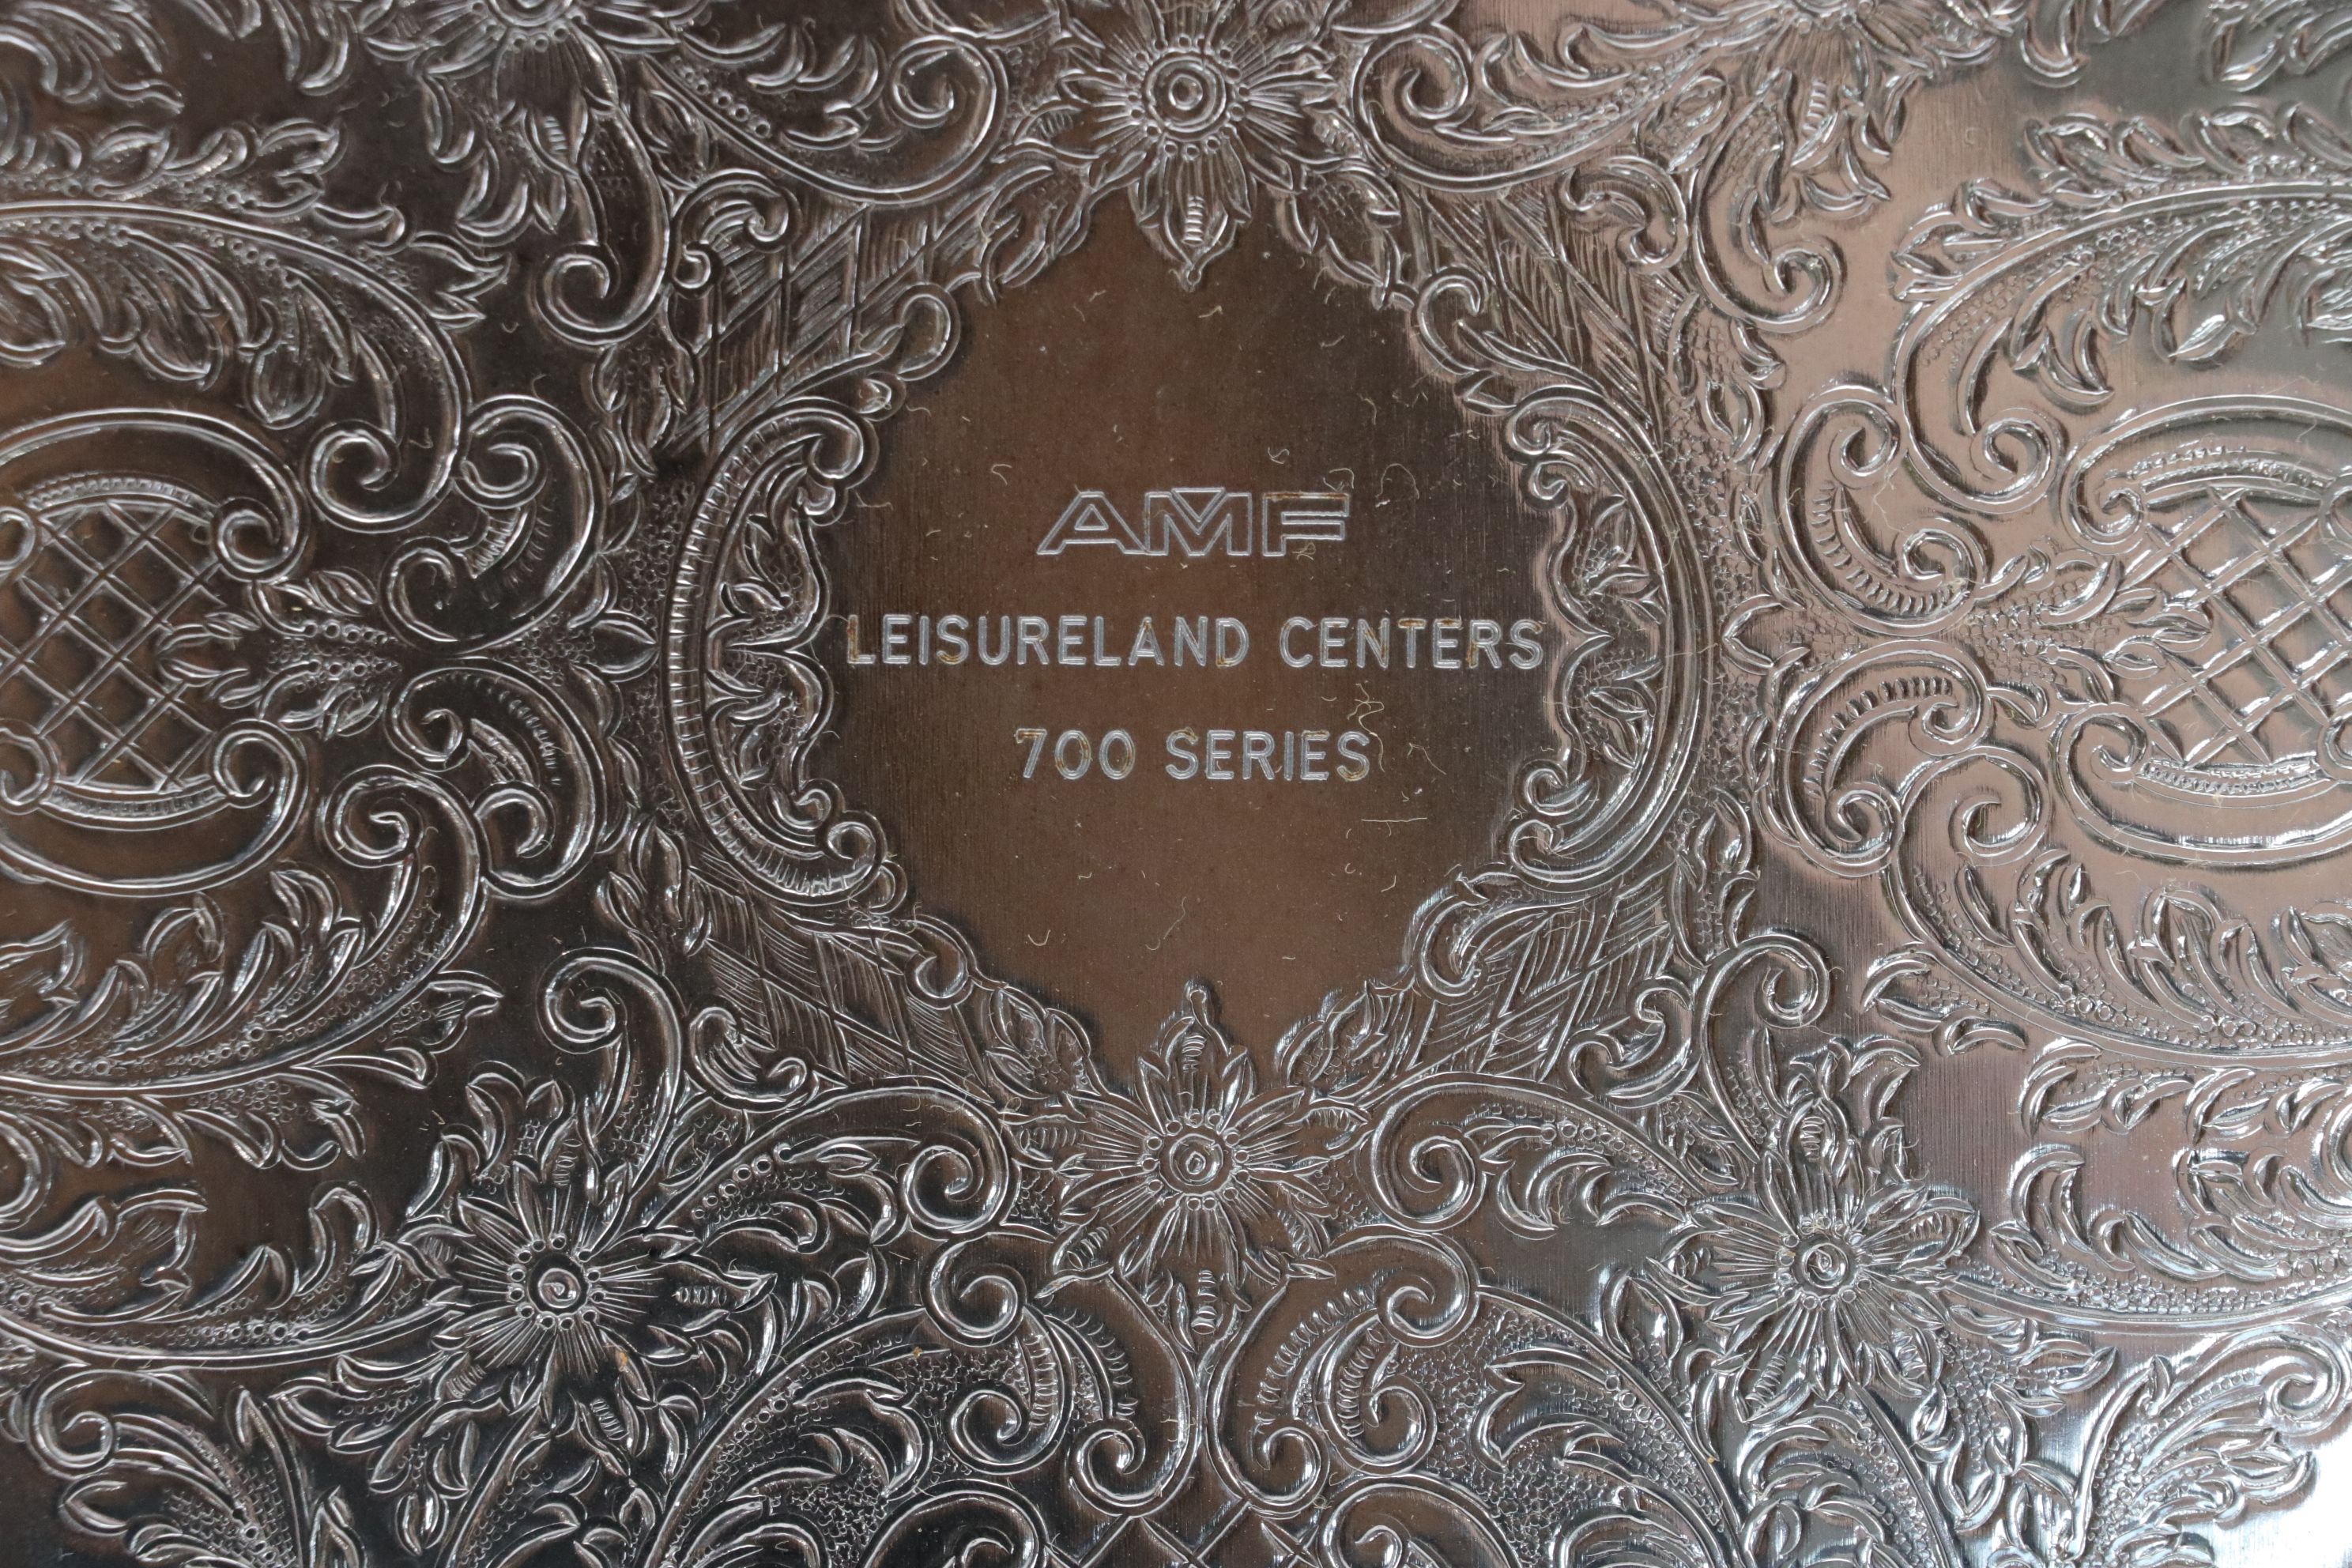 AMF
LEISURELAND CENTERS
700 SERIES